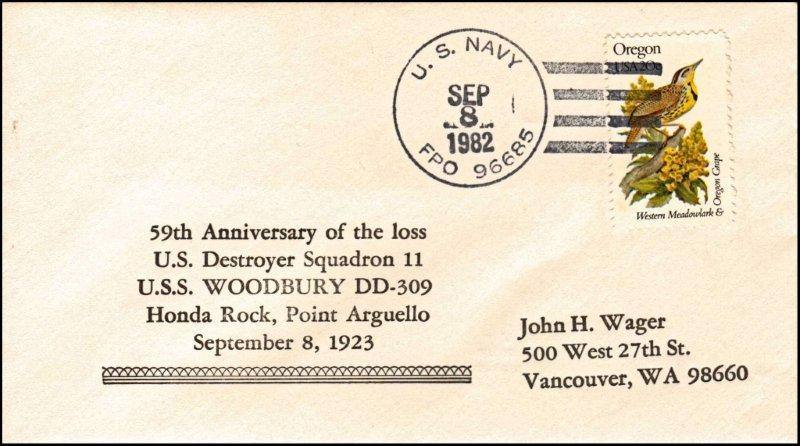 U. S. NAVY
SEP
8
1982
FPO 96685
Oregon
USA 20c
Western Meadowlark & Oregon Grape
59th Anniversary of the loss
U.S. Destroyer Squadron 11
U.S.S. WOODBURY DD-309
Honda Rock, Point Arguello
September 8, 1923
John H. Wager
500 West 27th St.
Vancouver, WA 98660